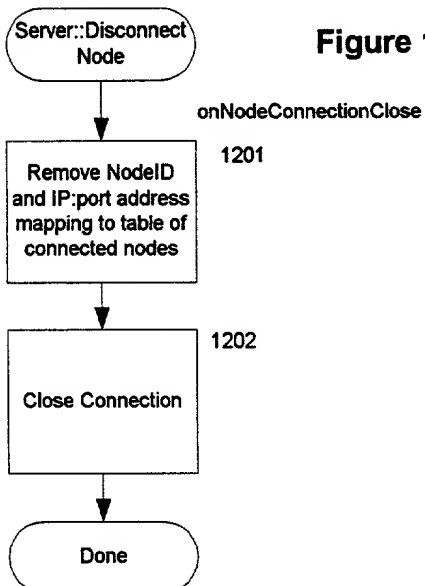 Server::Disconnect
Node
Figure
onNodeConnectionClose
1201
Remove NodeID
and IP:port address
mapping to table of
connected nodes
1202
Close Connection
Done